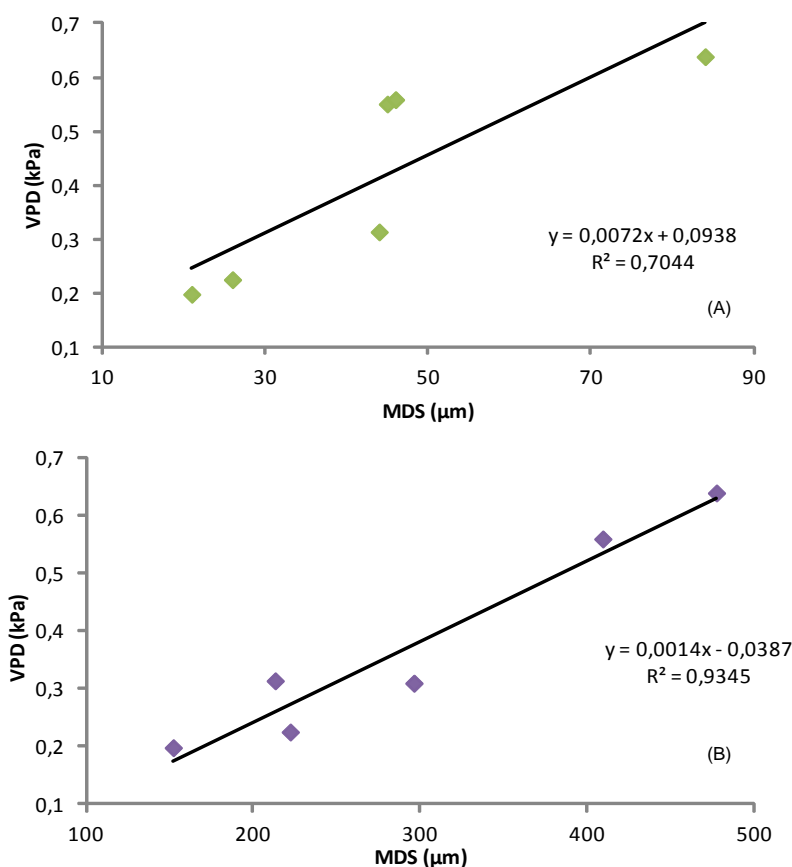 0,7
0,6
0,5
0,4
0,3
0,2
0,1
VPD (kPa)
y = 0,0072x + 0,0938
R² = 0,7044
(A)
10 30 50 70 90
MDS (µm)
0,7
0,6
0,5
0,4
0,3
0,2
0,1
VPD (kPa)
y = 0,0014x - 0,0387
R² = 0,9345
(B)
100 200 300 400 500
MDS (µm)